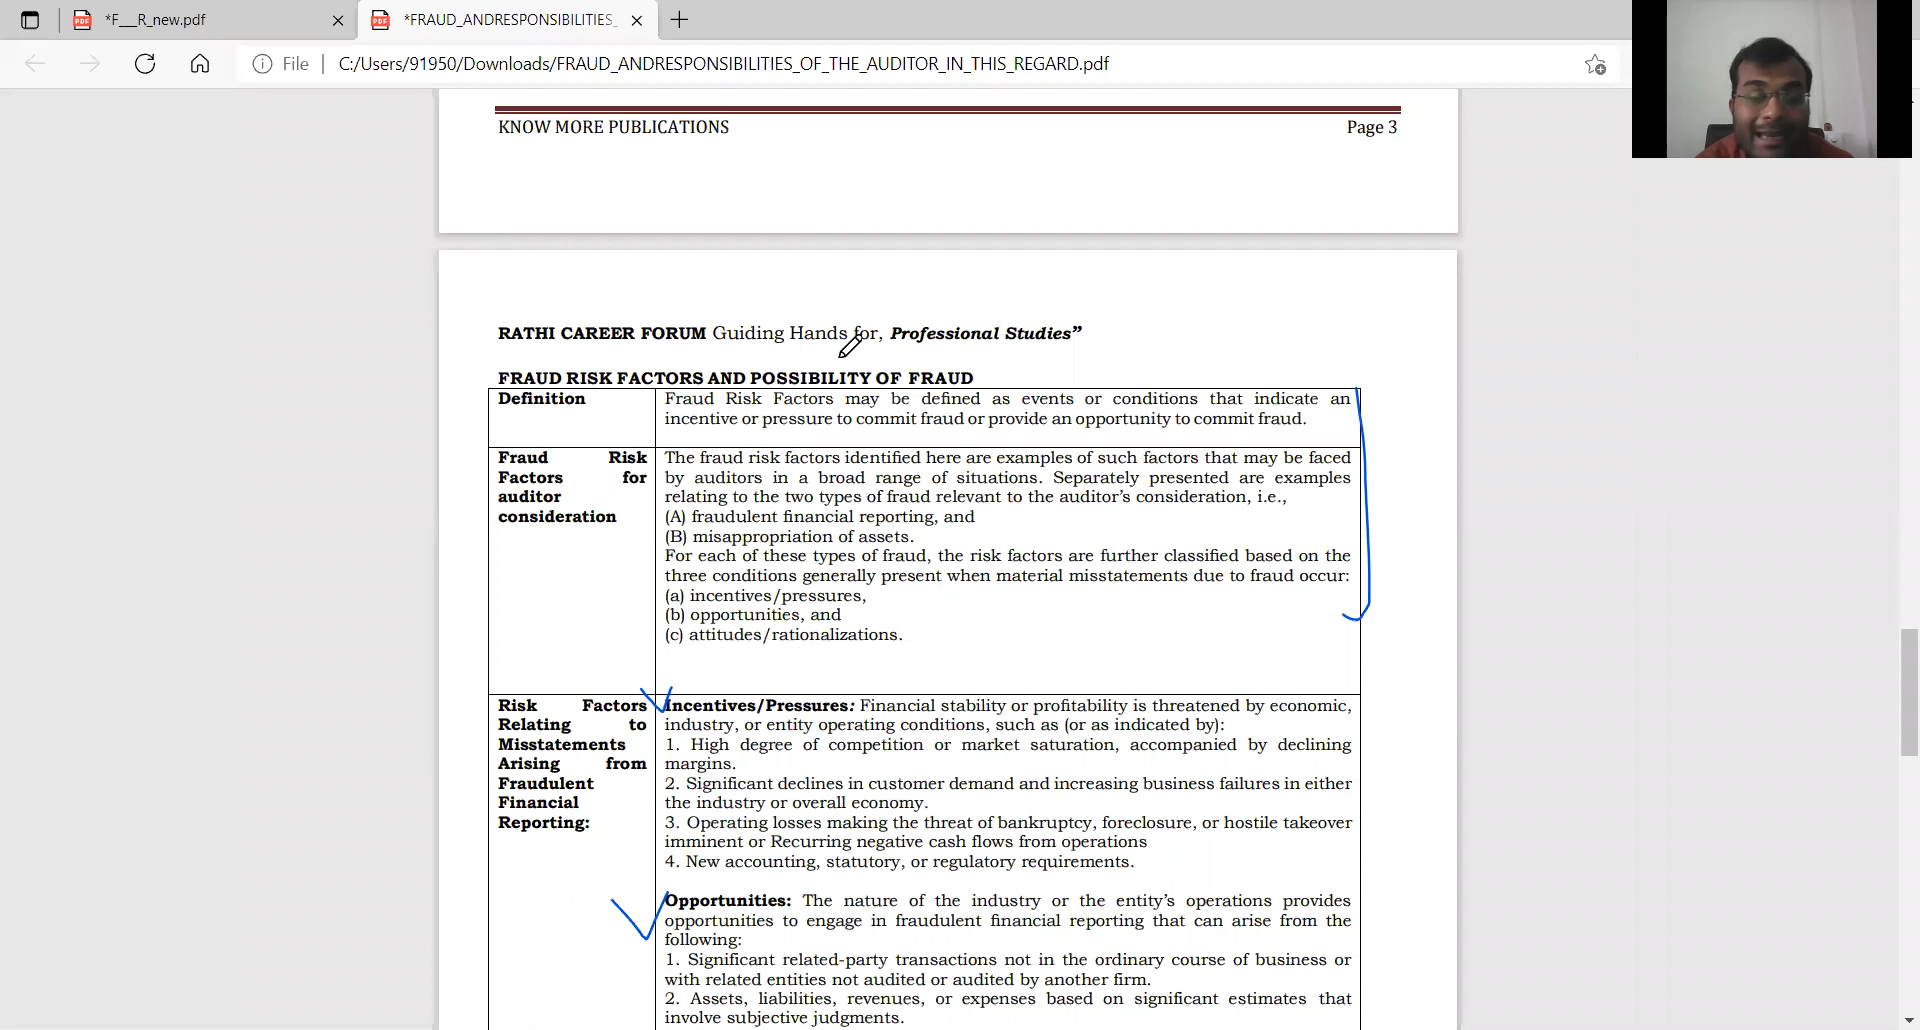 *F___R_new.pdf
*FRAUD_ANDRESPONSIBILITIES_
File
C:/Users/91950/Downloads/FRAUD_ANDRESPONSIBILITIES_OF_THE_AUDITOR_IN_THIS_REGARD.pdf
KNOW MORE PUBLICATIONS Page 3
RATHI CAREER FORUM Guiding Hands for, Professional Studies”
FRAUD RISK FACTORS AND POSSIBILITY OF FRAUD
Definition
Fraud Risk Factors may be defined as events or conditions that indicate an
incentive or pressure to commit fraud or provide an opportunity to commit fraud.
Fraud Risk
Factors for
auditor
consideration
The fraud risk factors identified here are examples of such factors that may be faced
by auditors in a broad range of situations. Separately presented are examples
relating to the two types of fraud relevant to the auditor’s consideration, i.e.,
(A) fraudulent financial reporting, and
(B) misappropriation of assets.
For each of these types of fraud, the risk factors are further classified based on the
three conditions generally present when material misstatements due to fraud occur:
(a) incentives/pressures,
(b) opportunities, and
(c) attitudes/rationalizations.
Risk Factors
Relating to
Misstatements
Arising from
Fraudulent
Financial
Reporting:
Incentives/Pressures: Financial stability or profitability is threatened by economic,
industry, or entity operating conditions, such as (or as indicated by):
1. High degree of competition or market saturation, accompanied by declining
margins.
2. Significant declines in customer demand and increasing business failures in either
the industry or overall economy.
3. Operating losses making the threat of bankruptcy, foreclosure, or hostile takeover
imminent or Recurring negative cash flows from operations
4. New accounting, statutory, or regulatory requirements.
Opportunities: The nature of the industry or the entity’s operations provides
opportunities to engage in fraudulent financial reporting that can arise from the
following:
1. Significant related-party transactions not in the ordinary course of business or
with related entities not audited or audited by another firm.
2. Assets, liabilities, revenues, or expenses based on significant estimates that
involve subjective judgments.